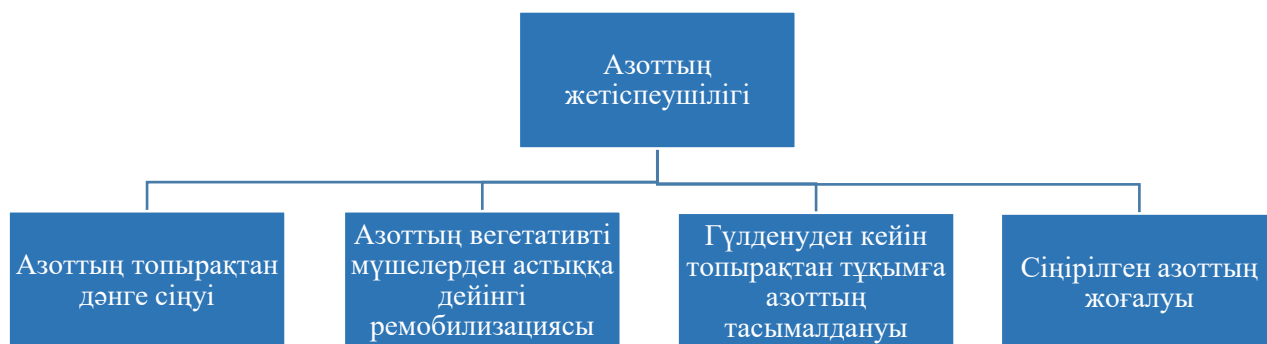 Азоттың
жетіспеушілігі
Азоттың топырақтан
дәнге сіңуі
Азоттың вегетативті
мүшелерден астыққа
дейінгі
ремобилизациясы
Гүлденуден кейін
топырақтан тұқымға
азоттың
тасымалдануы
Сіңірілген азоттың
жоғалуы